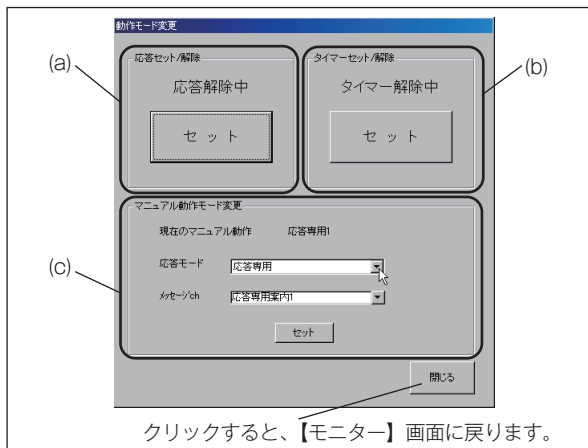 動作モード変更
(a)
応答セット/解除
応答解除中
セット
(b)
タイマーセット/解除
タイマー解除中
セット
(c)
マニュアル動作モード変更
現在のマニュアル動作 応答専用1
応答モード 応答専用
ﾒｯｾｰｼﾞch 応答専用案内1
セット
閉じる
クリックすると、【モニター】画面に戻ります。